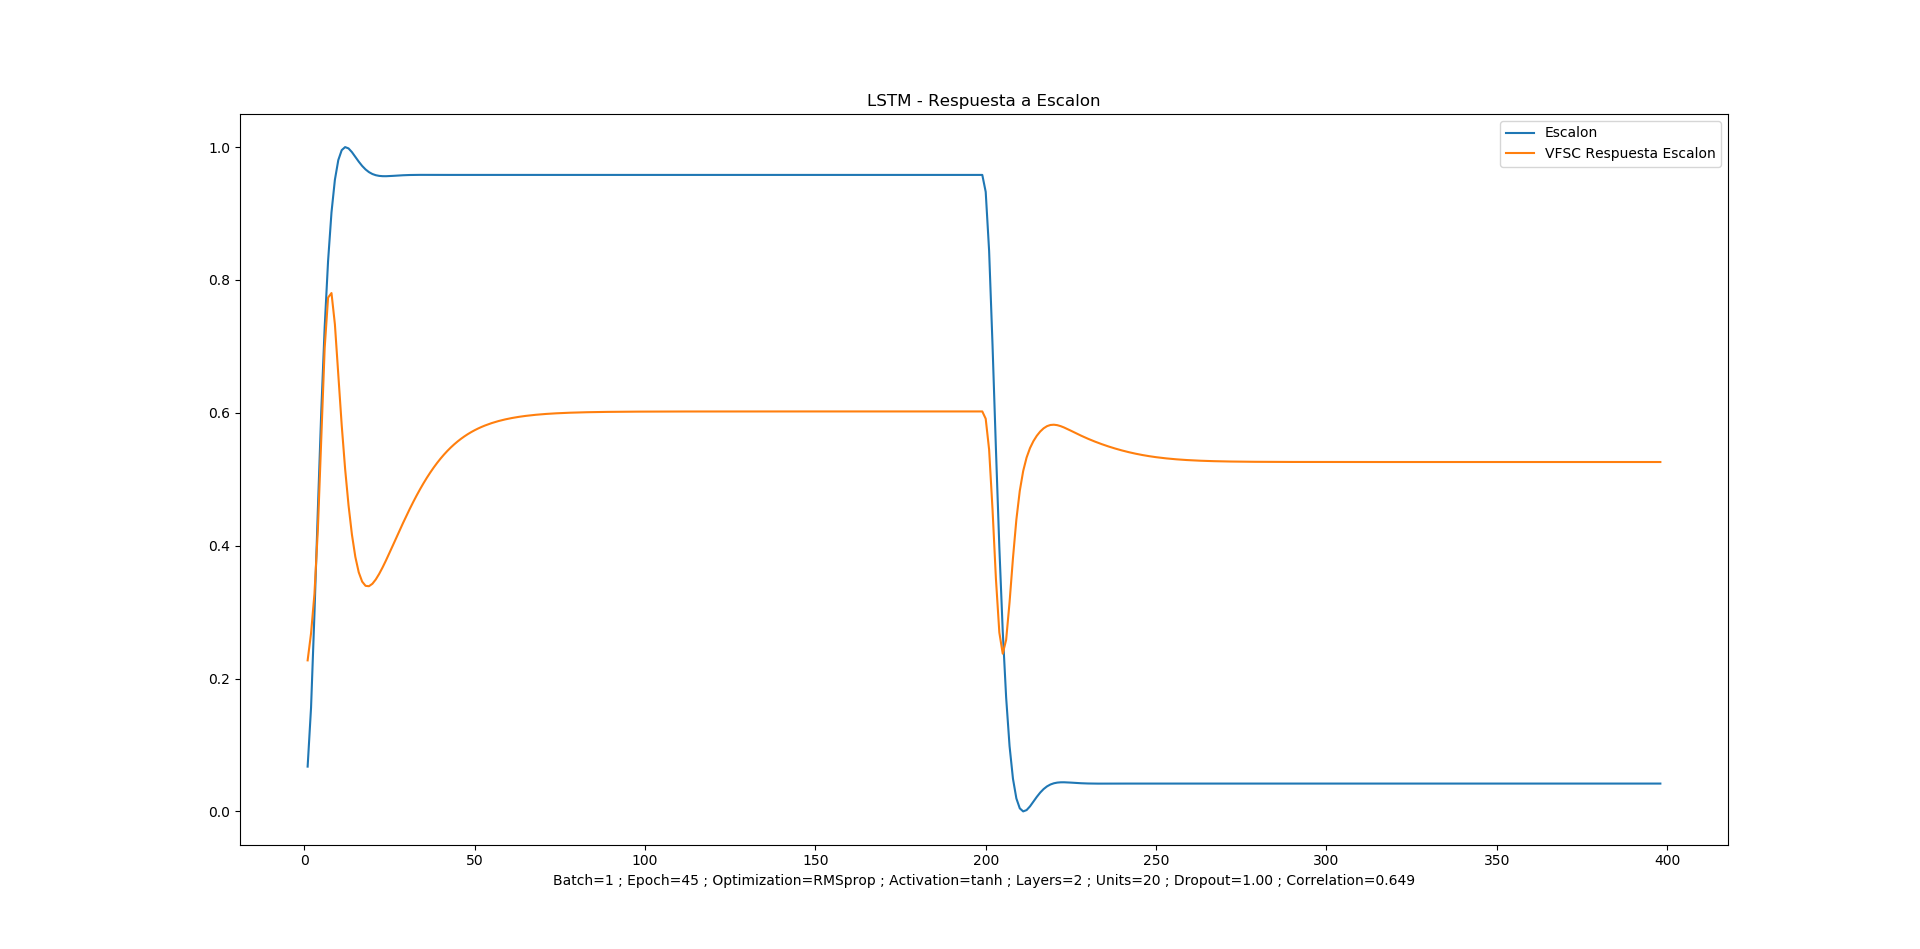 LSTM - Respuesta a Escalon
Escalon
VFSC Respuesta Escalon
1.0
0.8
0.6
0.4
0.2
0.0
0 50 100 150 200 250 300 350 400
Batch=1 ; Epoch=45 ; Optimization=RMSprop ; Activation=tanh ; Layers=2 ; Units=20 ; Dropout=1.00 ; Correlation=0.649